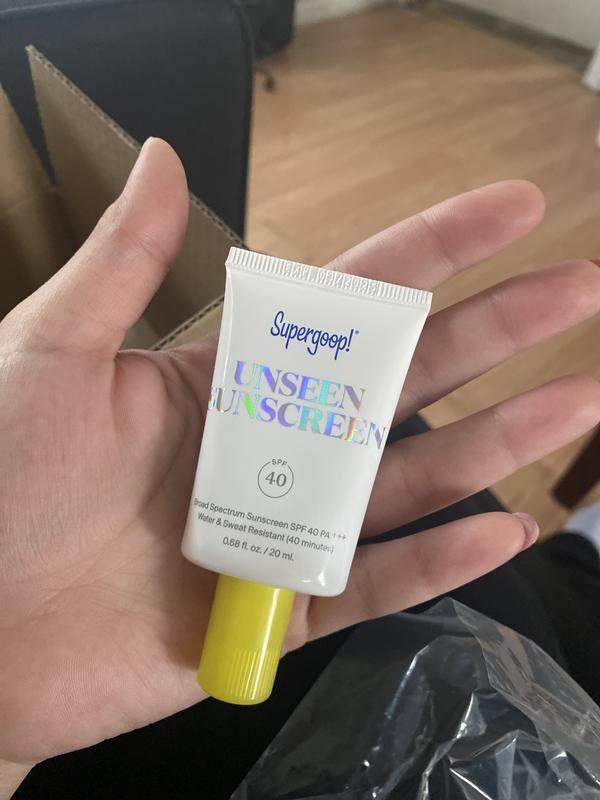 Supergoop!
UNSEEN
SUNSCREEN
SPF
40
Broad Spectrum Sunscreen SPF 40 PA+++
Water & Sweat Resistant (40 minutes)
0.68 fl. oz. / 20 ml.